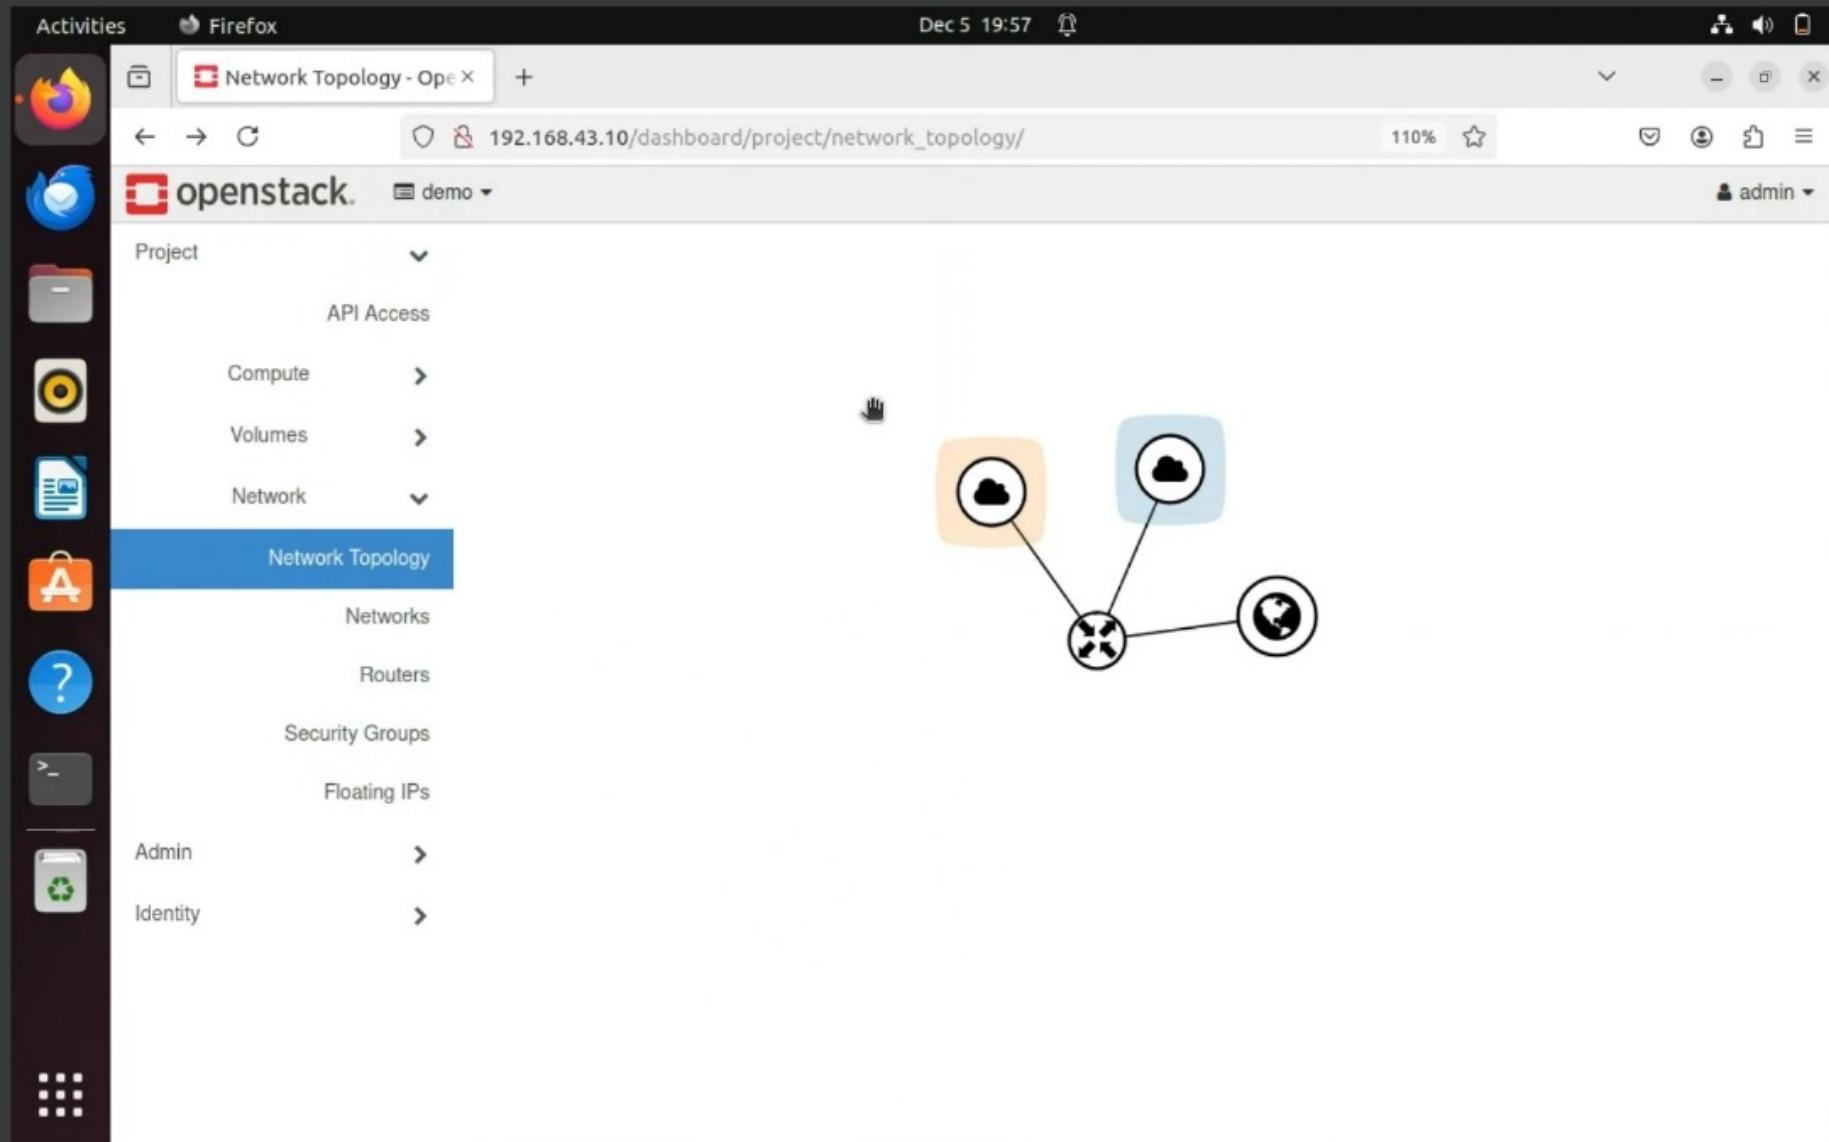 Activities Firefox Dec 5 19:57
Network Topology - Ope
192.168.43.10/dashboard/project/network_topology/ 110%
openstack. demo admin
Project
API Access
Compute
Volumes
Network
Network Topology
Networks
Routers
Security Groups
Floating IPs
Admin
Identity